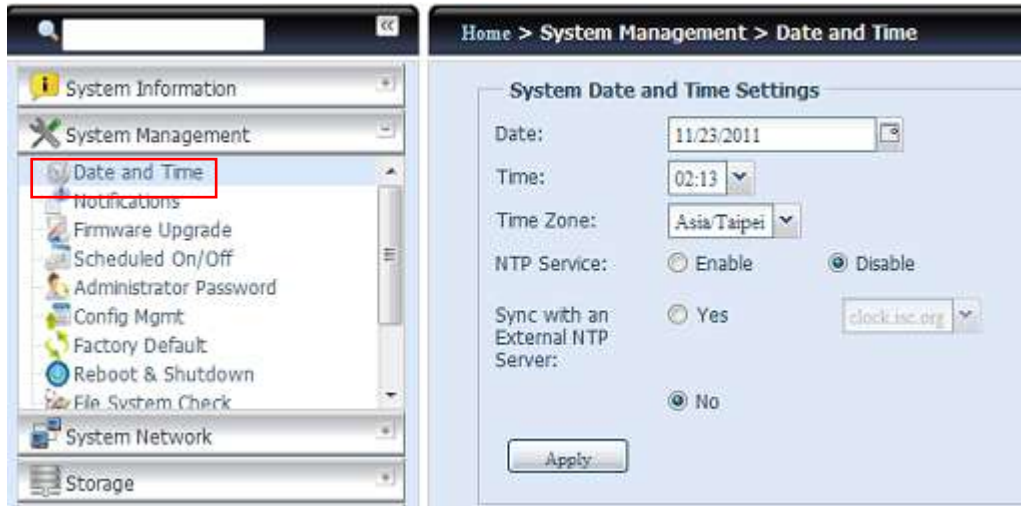 Home > System Management > Date and Time
System Information
System Management
Date and Time
Notifications
Firmware Upgrade
Scheduled On/Off
Administrator Password
Config Mgmt
Factory Default
Reboot & Shutdown
File System Check
System Network
Storage
System Date and Time Settings
Date: 11/23/2011
Time: 02:13
Time Zone: Asia/Taipei
NTP Service: Enable Disable
Sync with an External NTP Server: Yes clock.isc.org
No
Apply